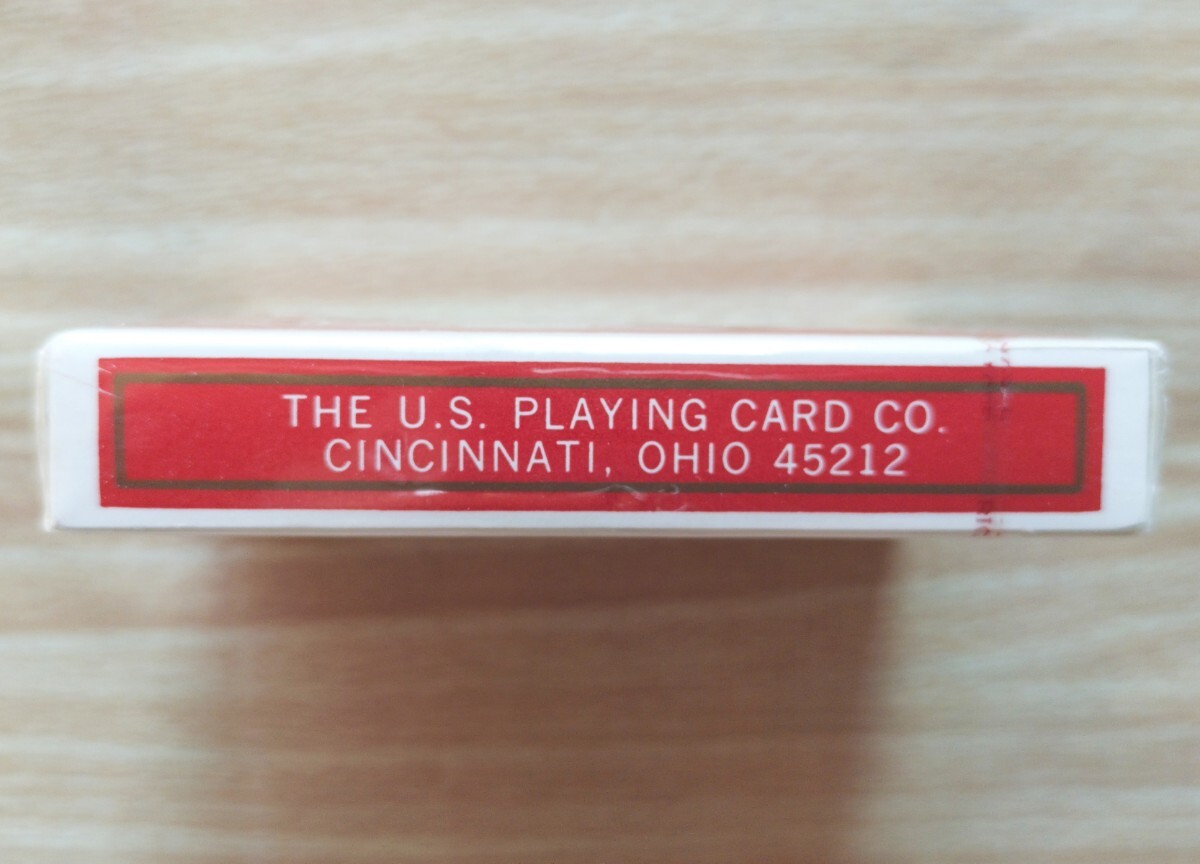 THE U.S. PLAYING CARD CO.
CINCINNATI, OHIO 45212